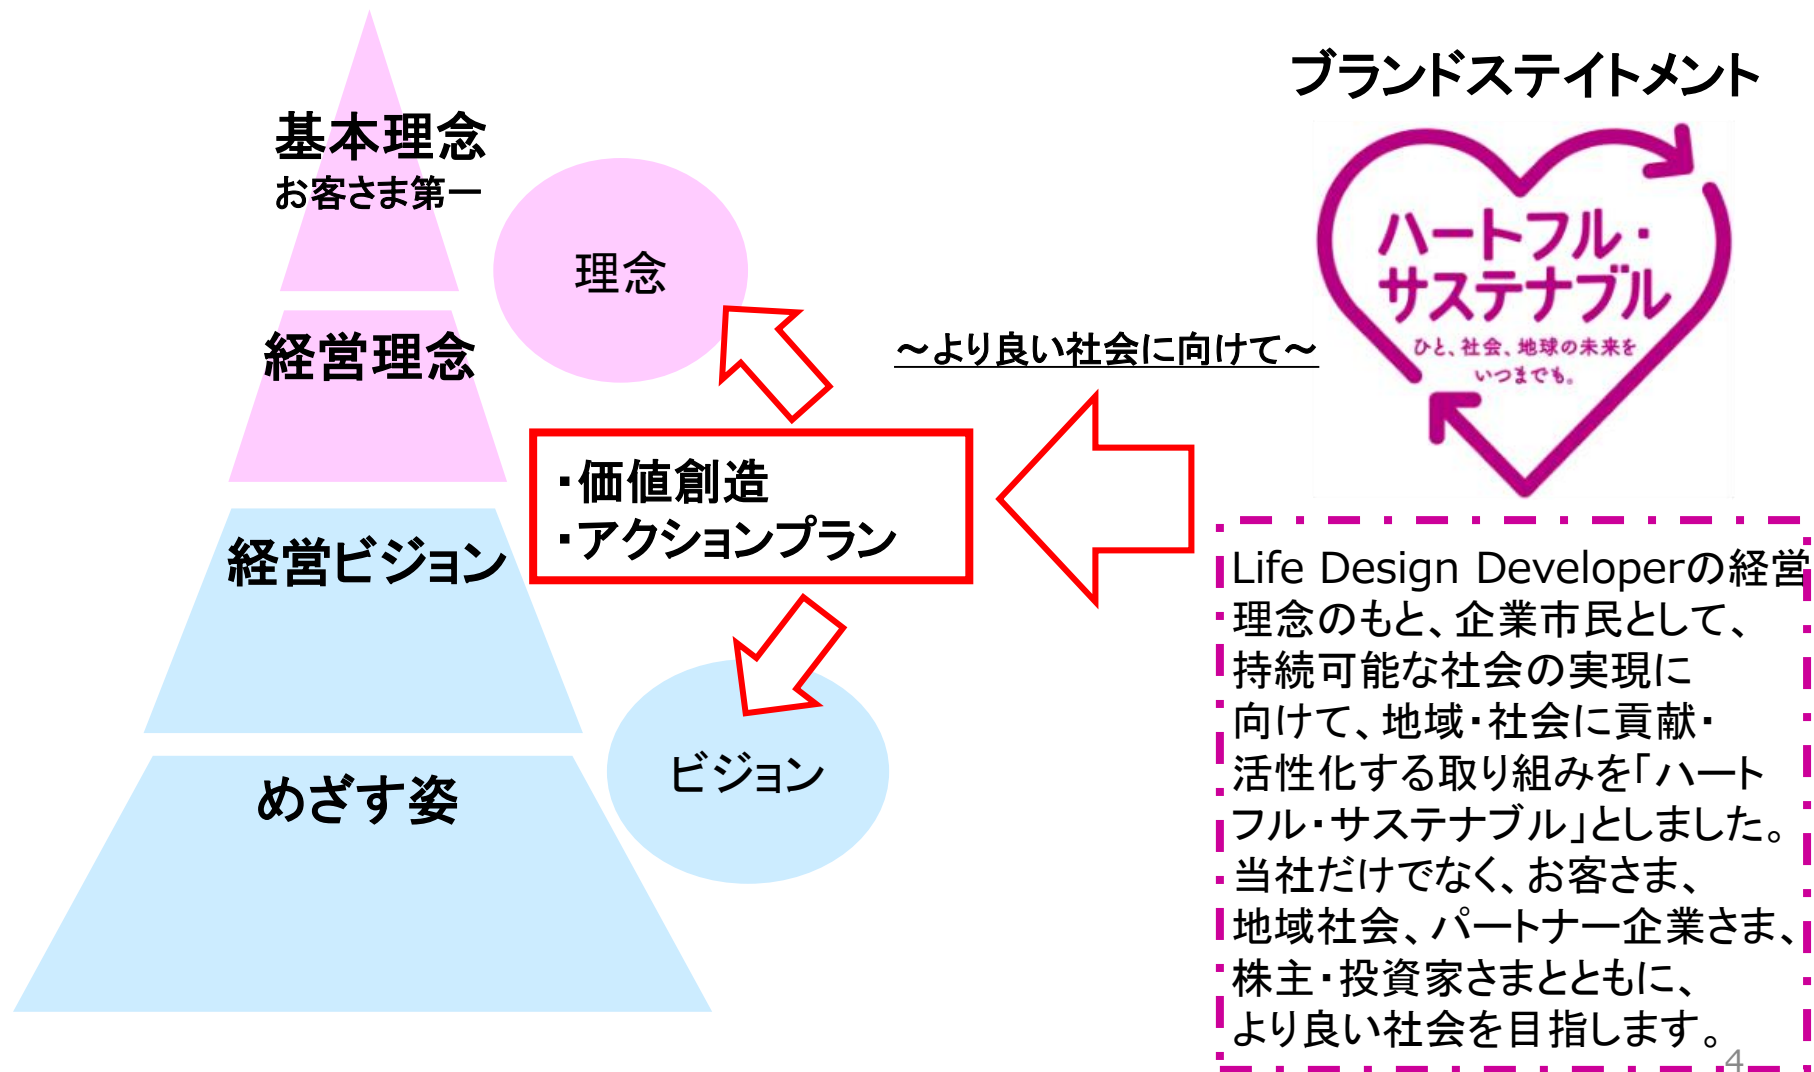 基本理念
お客さま第一
経営理念
経営ビジョン
めざす姿
理念
・価値創造
・アクションプラン
ビジョン
～より良い社会に向けて～
ブランドステイトメント
ハートフル・
サステナブル
ひと、社会、地球の未来を
いつまでも。
Life Design Developerの経営
理念のもと、企業市民として、
持続可能な社会の実現に
向けて、地域・社会に貢献・
活性化する取り組みを「ハート
フル・サステナブル」としました。
当社だけでなく、お客さま、
地域社会、パートナー企業さま、
株主・投資家さまとともに、
より良い社会を目指します。
4